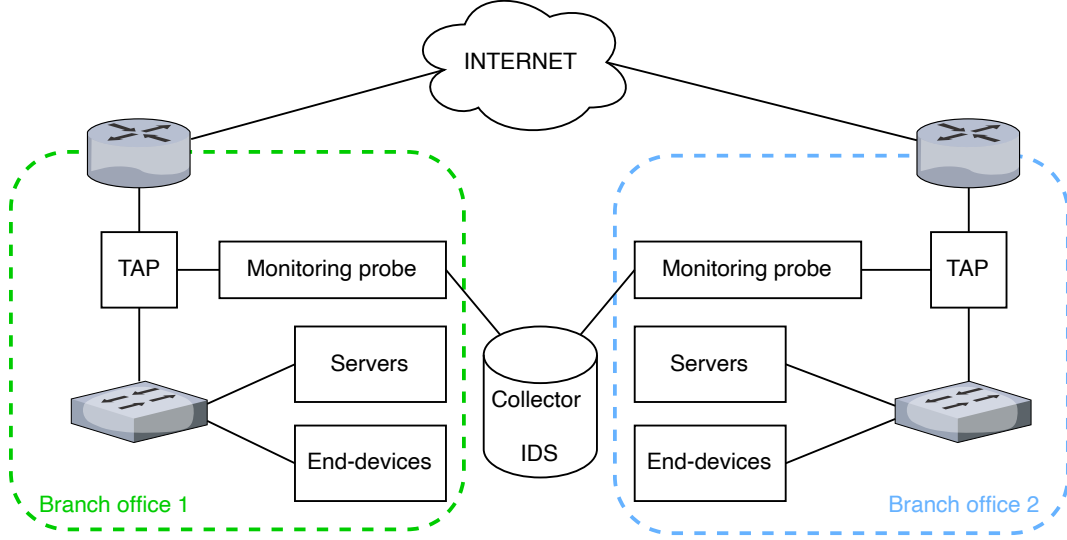 INTERNET
TAP
Monitoring probe
Monitoring probe
TAP
Servers
Servers
Collector
IDS
End-devices
End-devices
Branch office 1
Branch office 2